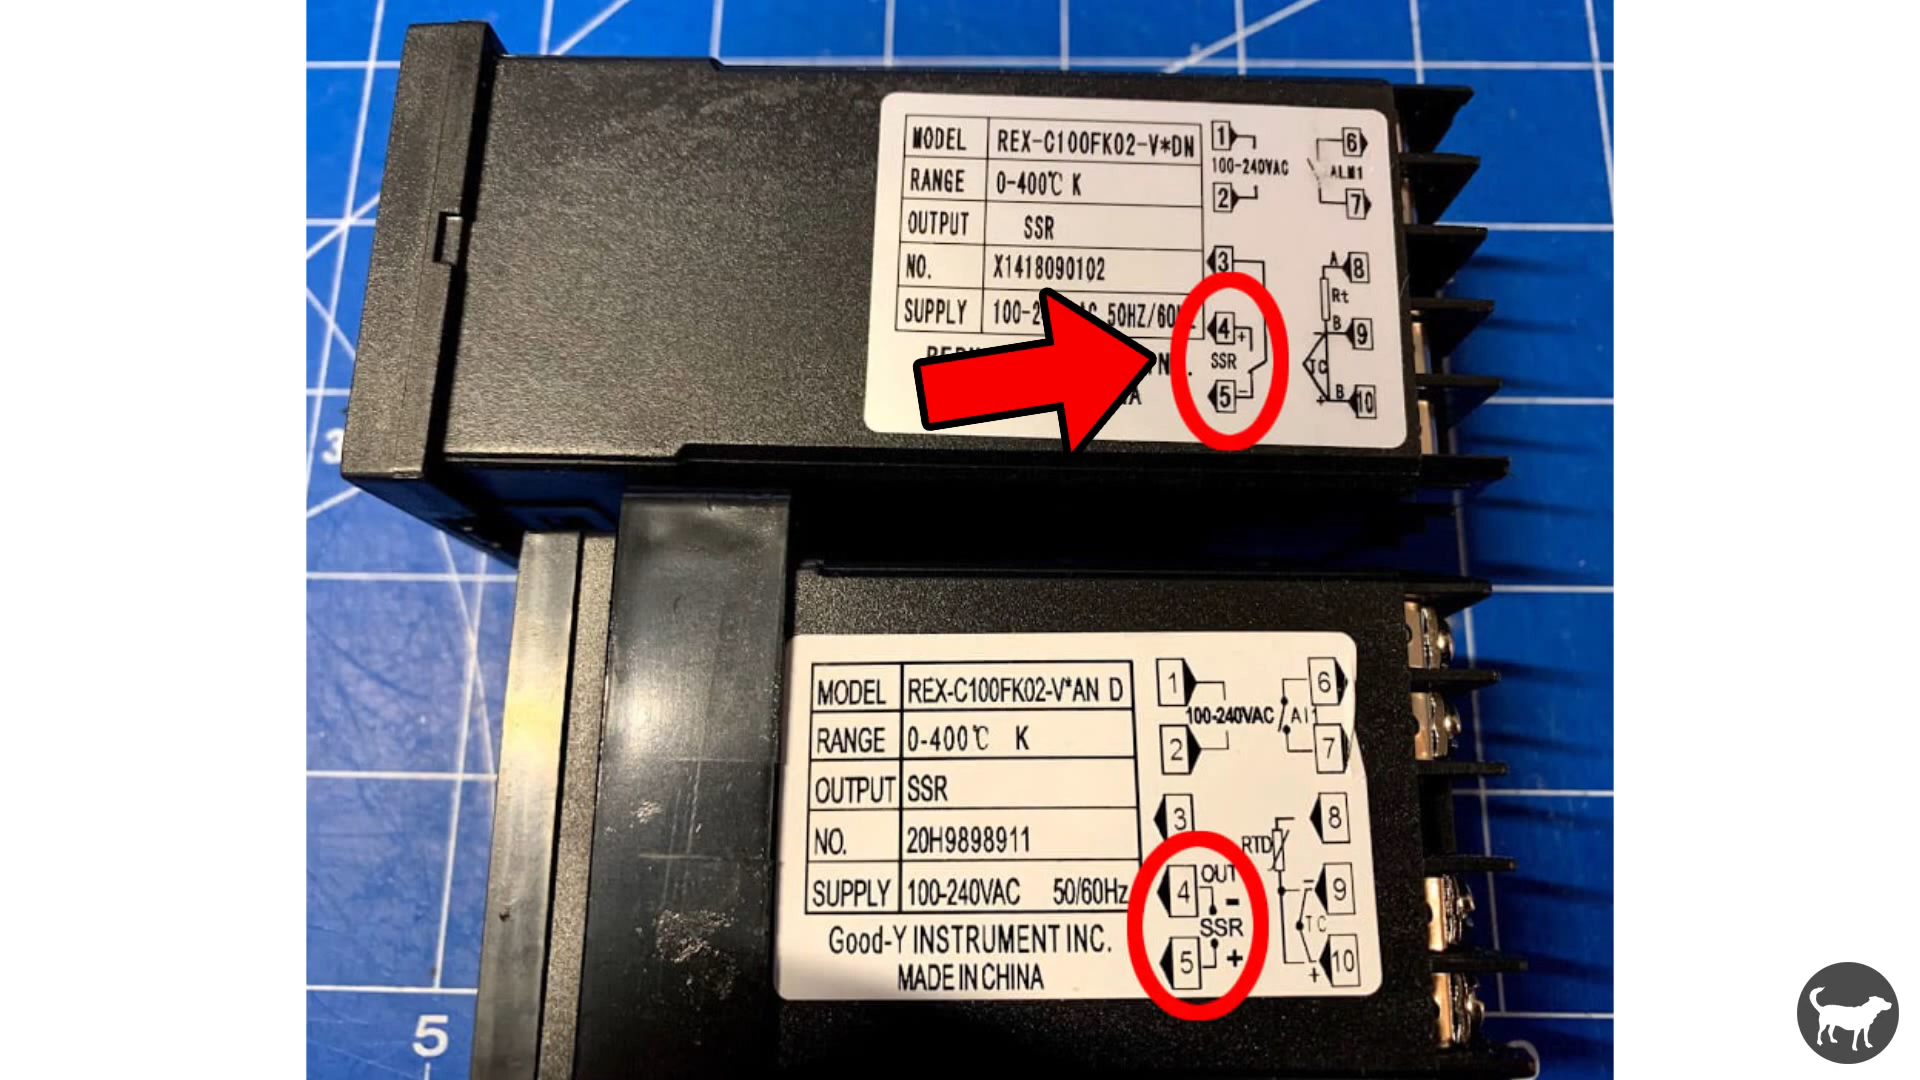 MODEL REX-C100FK02-V*DN
RANGE 0-400℃ K
OUTPUT SSR
NO. X1418090102
SUPPLY 50HZ/
1
100-240VAC
2
3
4 +
SSR
5 -
6
ALM1
7
A 8
Rt
B 9
-
TC
+ B 10
3
MODEL REX-C100FK02-V*AN D
RANGE 0-400℃ K
OUTPUT SSR
NO. 20H9898911
SUPPLY 100-240VAC 50/60Hz
Good-Y INSTRUMENT INC.
MADE IN CHINA
1
100-240VAC
2
3
4 OUT
-
SSR
5 +
6
7
8
RTD
- 9
TC
+ 10
5